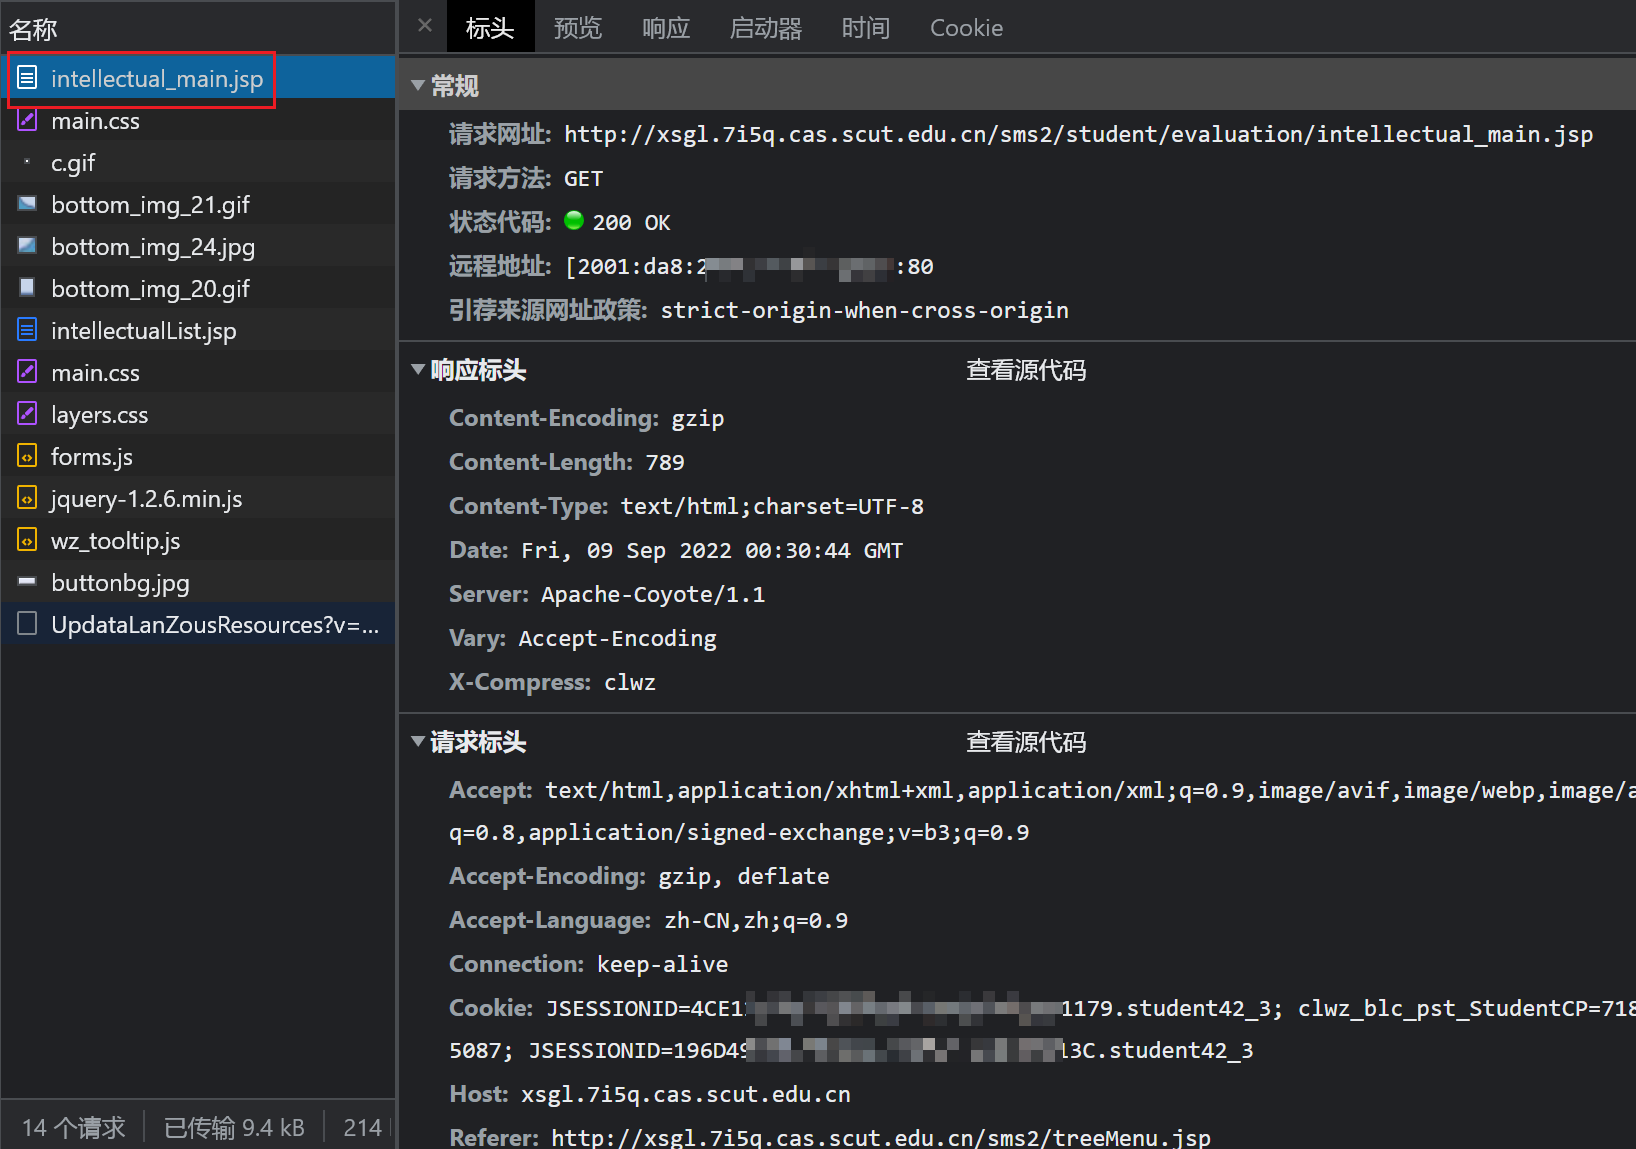 名称
intellectual_main.jsp
main.css
c.gif
bottom_img_21.gif
bottom_img_24.jpg
bottom_img_20.gif
intellectualList.jsp
main.css
layers.css
forms.js
jquery-1.2.6.min.js
wz_tooltip.js
buttonbg.jpg
UpdataLanZousResources?v=...
14 个请求 已传输 9.4 kB 214
× 标头 预览 响应 启动器 时间 Cookie
常规
请求网址: http://xsgl.7i5q.cas.scut.edu.cn/sms2/student/evaluation/intellectual_main.jsp
请求方法: GET
状态代码: 200 OK
远程地址: [2001:da8:2 :80
引荐来源网址政策: strict-origin-when-cross-origin
响应标头 查看源代码
Content-Encoding: gzip
Content-Length: 789
Content-Type: text/html;charset=UTF-8
Date: Fri, 09 Sep 2022 00:30:44 GMT
Server: Apache-Coyote/1.1
Vary: Accept-Encoding
X-Compress: clwz
请求标头 查看源代码
Accept: text/html,application/xhtml+xml,application/xml;q=0.9,image/avif,image/webp,image/a
q=0.8,application/signed-exchange;v=b3;q=0.9
Accept-Encoding: gzip, deflate
Accept-Language: zh-CN,zh;q=0.9
Connection: keep-alive
Cookie: JSESSIONID=4CE1 1179.student42_3; clwz_blc_pst_StudentCP=718
5087; JSESSIONID=196D49 13C.student42_3
Host: xsgl.7i5q.cas.scut.edu.cn
Referer: http://xsgl.7i5q.cas.scut.edu.cn/sms2/treeMenu.jsp